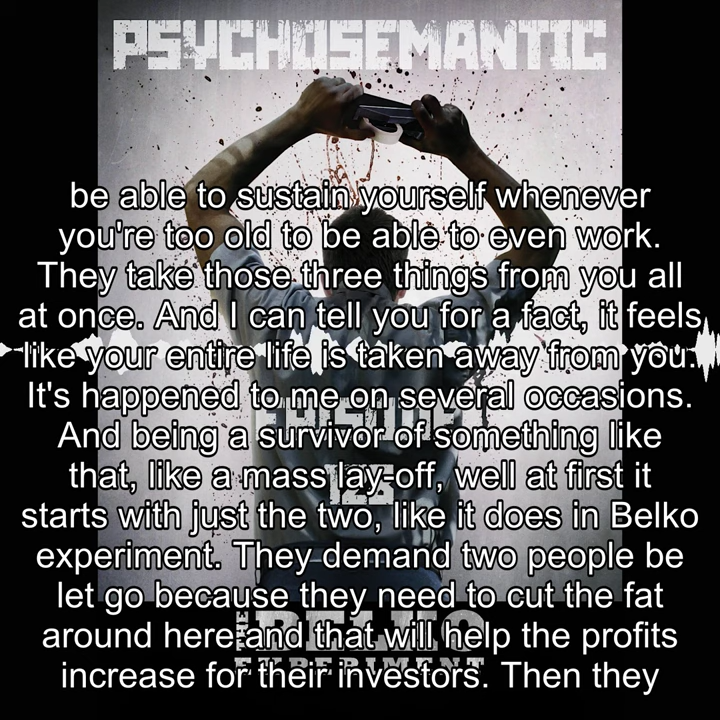 PSYCHOSEMANTIC
be able to sustain yourself whenever
you're too old to be able to even work.
They take those three things from you all
at once. And I can tell you for a fact, it feels
like your entire life is taken away from you.
It's happened to me on several occasions.
EPISODE
And being a survivor of something like
that, like a mass lay-off, well at first it
126
starts with just the two, like it does in Belko
experiment. They demand two people be
let go because they need to cut the fat
around here and that will help the profits
THE BELKO
EXPERIMENT
increase for their investors. Then they